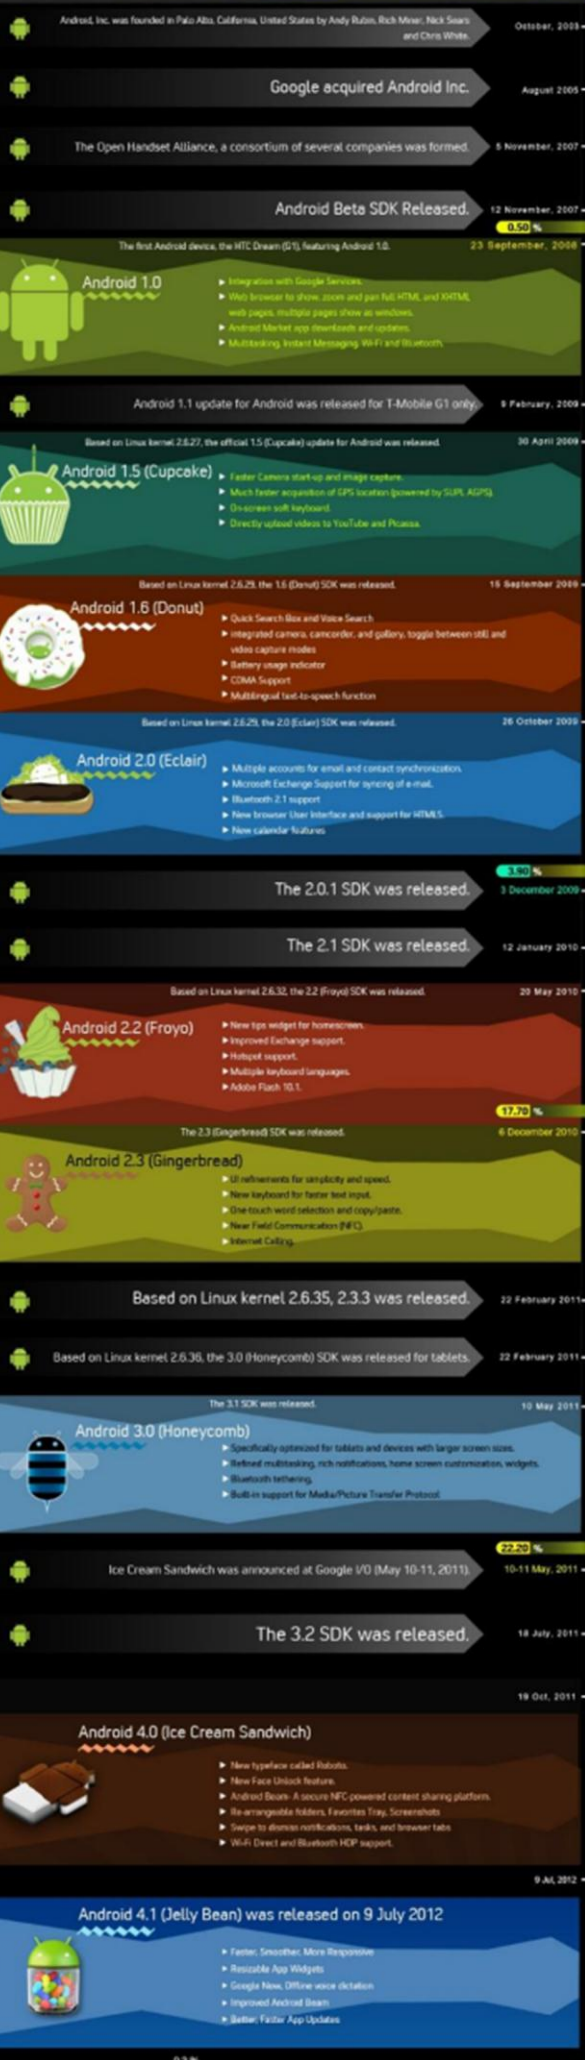 Android, Inc. was founded in Palo Alto, California, United States by Andy Rubin, Rich Miner, Nick Sears
and Chris White.
October, 2003
Google acquired Android Inc.
August 2005
The Open Handset Alliance, a consortium of several companies was formed.
5 November, 2007
Android Beta SDK Released.
12 November, 2007
0.50 %
The first Android device, the HTC Dream (G1), featuring Android 1.0.
23 September, 2008
Android 1.0
Integration with Google Services.
Web browser to show, zoom and pan full HTML and XHTML
web pages, multiple pages show as windows.
Android Market app downloads and updates.
Multitasking, Instant Messaging, Wi-Fi and Bluetooth.
Android 1.1 update for Android was released for T-Mobile G1 only.
9 February, 2009
Based on Linux kernel 2.6.27, the official 1.5 (Cupcake) update for Android was released.
30 April 2009
Android 1.5 (Cupcake)
Faster Camera start-up and image capture.
Much faster acquisition of GPS location (powered by SUPL AGPS).
On-screen soft keyboard.
Directly upload videos to YouTube and Picassa.
Based on Linux kernel 2.6.29, the 1.6 (Donut) SDK was released.
15 September 2009
Android 1.6 (Donut)
Quick Search Box and Voice Search
integrated camera, camcorder, and gallery, toggle between still and
video capture modes
Battery usage indicator
CDMA Support
Multilingual text-to-speech function
Based on Linux kernel 2.6.29, the 2.0 (Eclair) SDK was released.
26 October 2009
Android 2.0 (Eclair)
Multiple accounts for email and contact synchronization.
Microsoft Exchange Support for syncing of e-mail.
Bluetooth 2.1 support
New browser User Interface and support for HTML5.
New calendar features
3.90 %
The 2.0.1 SDK was released.
3 December 2009
The 2.1 SDK was released.
12 January 2010
Based on Linux kernel 2.6.32, the 2.2 (Froyo) SDK was released.
20 May 2010
Android 2.2 (Froyo)
New tips widget for homescreen.
Improved Exchange support.
Hotspot support.
Multiple keyboard languages.
Adobe Flash 10.1.
17.70 %
The 2.3 (Gingerbread) SDK was released.
6 December 2010
Android 2.3 (Gingerbread)
UI refinements for simplicity and speed.
New keyboard for faster text input.
One-touch word selection and copy/paste.
Near Field Communication (NFC).
Internet Calling.
Based on Linux kernel 2.6.35, 2.3.3 was released.
22 February 2011
Based on Linux kernel 2.6.36, the 3.0 (Honeycomb) SDK was released for tablets.
22 February 2011
The 3.1 SDK was released.
10 May 2011
Android 3.0 (Honeycomb)
Specifically optimized for tablets and devices with larger screen sizes.
Refined multitasking, rich notifications, home screen customization, widgets.
Bluetooth tethering.
Built-in support for Media/Picture Transfer Protocol
22.20 %
Ice Cream Sandwich was announced at Google I/O (May 10-11, 2011).
10-11 May, 2011
The 3.2 SDK was released.
18 July, 2011
19 Oct, 2011
Android 4.0 (Ice Cream Sandwich)
New typeface called Roboto.
New Face Unlock feature.
Android Beam- A secure NFC-powered content sharing platform.
Re-arrangeable folders, Favorites Tray, Screenshots
Swipe to dismiss notifications, tasks, and browser tabs
Wi-Fi Direct and Bluetooth HDP support.
9 Jul, 2012
Android 4.1 (Jelly Bean) was released on 9 July 2012
Faster, Smoother, More Responsive
Resizable App Widgets
Google Now, Offline voice dictation
Improved Android Beam
Better, Faster App Updates